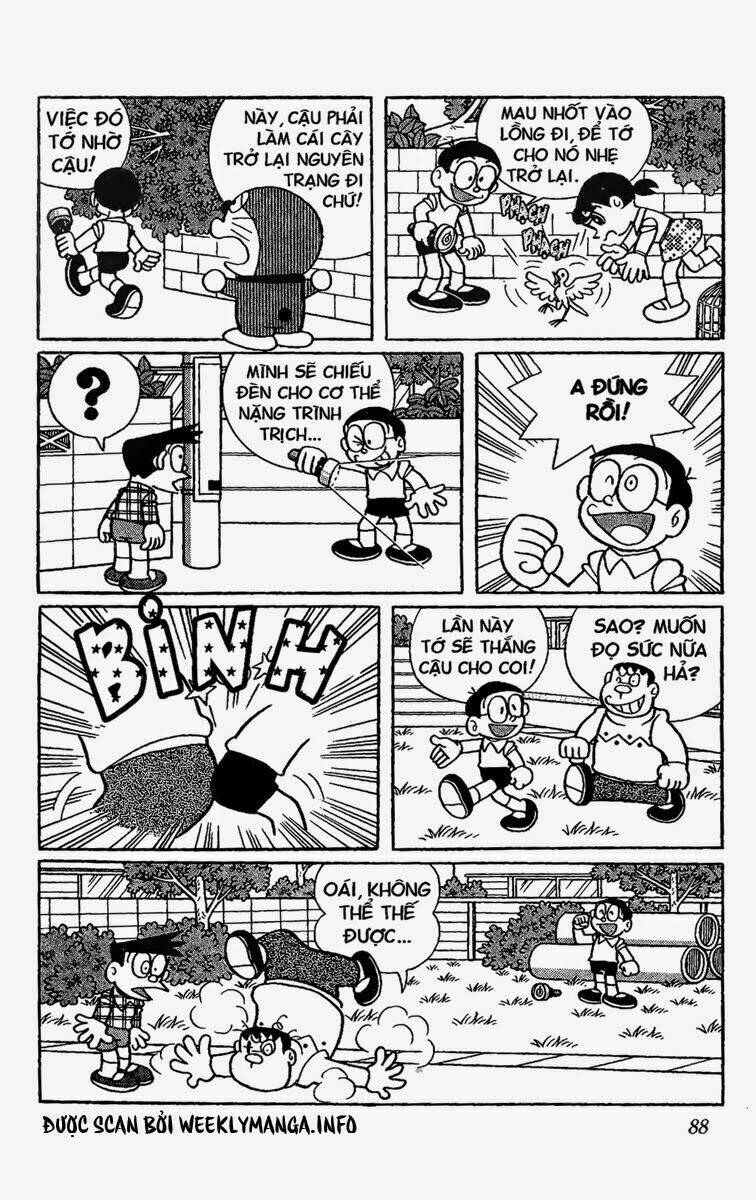 VIỆC ĐÓ
TỚ NHỜ
CẬU!
NÀY, CẬU PHẢI
LÀM CÁI CÂY
TRỞ LẠI NGUYÊN
TRẠNG ĐI
CHỨ!
MAU NHỐT VÀO
LỒNG ĐI, ĐỂ TỚ
CHO NÓ NHẸ
TRỞ LẠI.
PHẠCH
PHẠCH
?
MÌNH SẼ CHIẾU
ĐÈN CHO CƠ THỂ
NẶNG TRÌNH
TRỊCH...
A ĐÚNG
RỒI!
BỈNH
LẦN NÀY
TỚ SẼ THẮNG
CẬU CHO COI!
SAO? MUỐN
ĐỌ SỨC NỮA
HẢ?
OÁI, KHÔNG
THỂ THẾ
ĐƯỢC...
ĐƯỢC SCAN BỞI WEEKLYMANGA.INFO
88